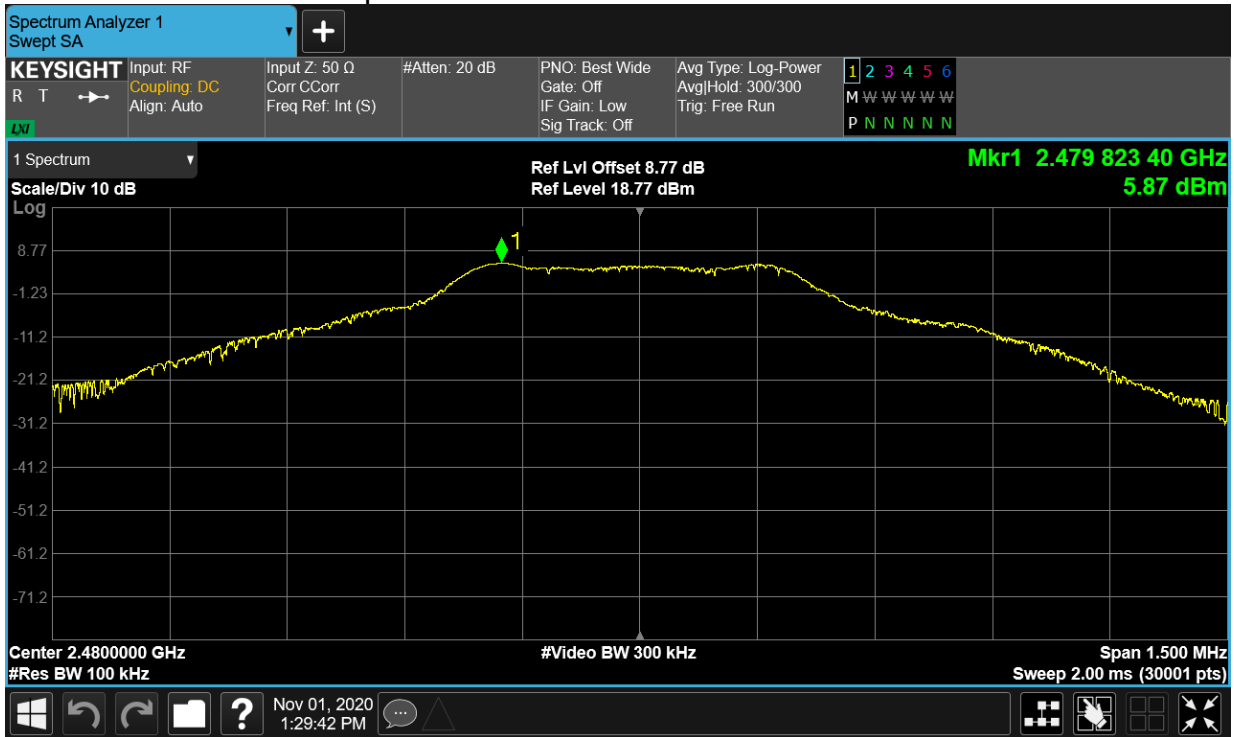 Spectrum Analyzer 1
Swept SA
KEYSIGHT
R T
LXI
Input: RF
Coupling: DC
Align: Auto
Input Z: 50 Ω
Corr CCorr
Freq Ref: Int (S)
#Atten: 20 dB
PNO: Best Wide
Gate: Off
IF Gain: Low
Sig Track: Off
Avg Type: Log-Power
Avg|Hold: 300/300
Trig: Free Run
1 2 3 4 5 6
M W W W W W
P N N N N N
1 Spectrum
Scale/Div 10 dB
Log
Ref Lvl Offset 8.77 dB
Ref Level 18.77 dBm
Mkr1 2.479 823 40 GHz
5.87 dBm
1
8.77
-1.23
-11.2
-21.2
-31.2
-41.2
-51.2
-61.2
-71.2
Center 2.4800000 GHz
#Res BW 100 kHz
#Video BW 300 kHz
Span 1.500 MHz
Sweep 2.00 ms (30001 pts)
?
Nov 01, 2020
1:29:42 PM